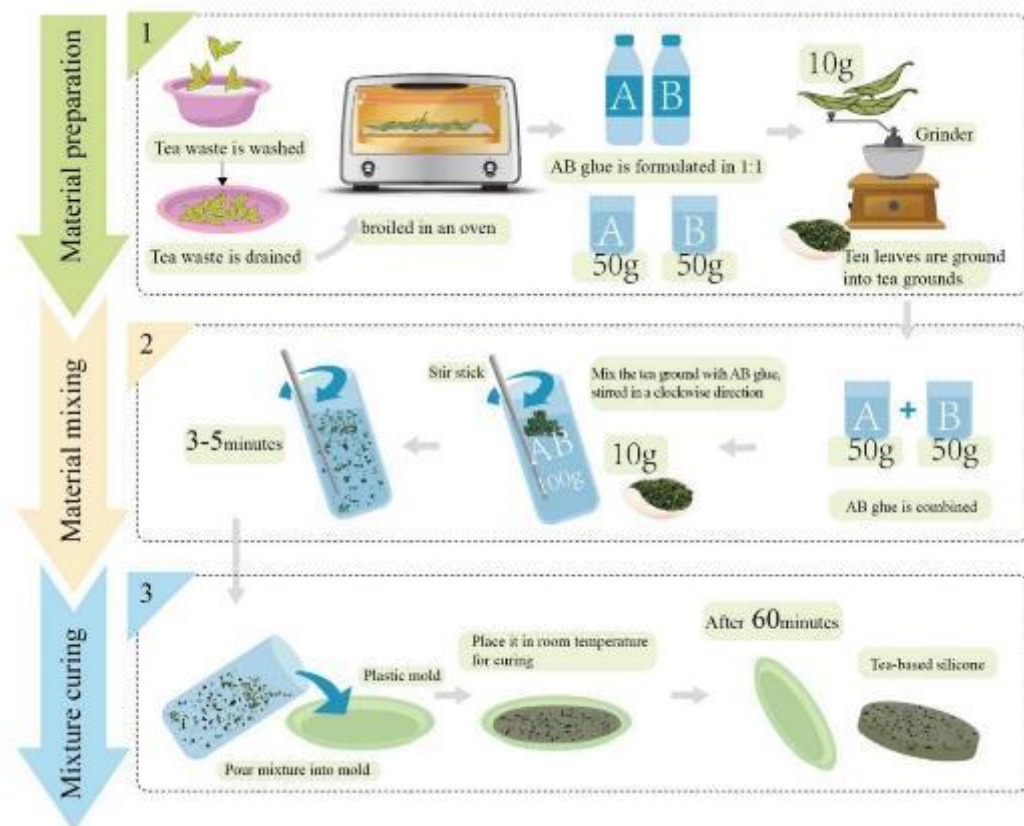 Material preparation
1
Tea waste is washed
Tea waste is drained
broiled in an oven
A B
AB glue is formulated in 1:1
A B
50g 50g
10g
Grinder
Tea leaves are ground
into tea grounds
Material mixing
2
3-5minutes
Stir stick
Mix the tea ground with AB glue,
stirred in a clockwise direction
AB
100g
10g
A + B
50g 50g
AB glue is combined
Mixture curing
3
Pour mixture into mold
Plastic mold
Place it in room temperature
for curing
After 60minutes
Tea-based silicone